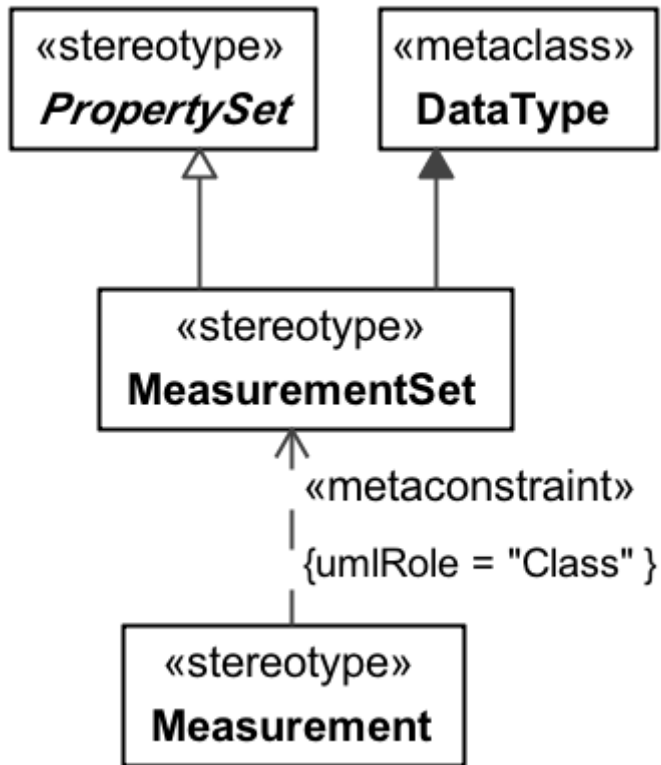 «stereotype»
PropertySet
«metaclass»
DataType
«stereotype»
MeasurementSet
«metaconstraint»
{umlRole = "Class" }
«stereotype»
Measurement